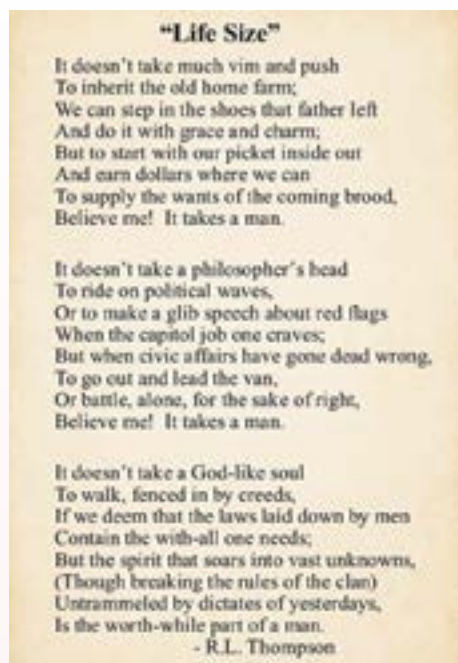 “Life Size”
It doesn’t take much vim and push
To inherit the old home farm;
We can step in the shoes that father left
And do it with grace and charm;
But to start with our picket inside out
And earn dollars where we can
To supply the wants of the coming brood,
Believe me!  It takes a man.
It doesn’t take a philosopher’s head
To ride on political waves,
Or to make a glib speech about red flags
When the capitol job one craves;
But when civic affairs have gone dead wrong,
To go out and lead the van,
Or battle, alone, for the sake of right,
Believe me!  It takes a man.
It doesn’t take a God-like soul
To walk, fenced in by creeds,
If we deem that the laws laid down by men
Contain the with-all one needs;
But the spirit that soars into vast unknowns,
(Though breaking the rules of the clan)
Untrammeled by dictates of yesterdays,
Is the worth-while part of a man.
- R.L. Thompson